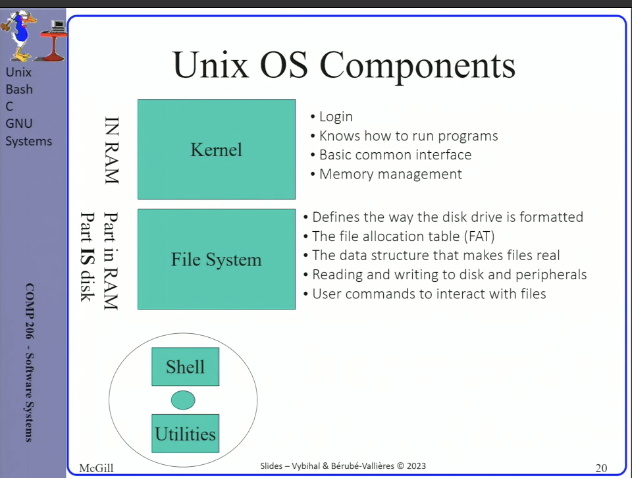 Unix OS Components
Unix
Bash
C
GNU
Systems
COMP 206 - Software Systems
IN RAM
Kernel
• Login
• Knows how to run programs
• Basic common interface
• Memory management
Part in RAM
Part IS disk
File System
• Defines the way the disk drive is formatted
• The file allocation table (FAT)
• The data structure that makes files real
• Reading and writing to disk and peripherals
• User commands to interact with files
Shell
Utilities
McGill
Slides – Vybihal & Bérubé-Vallières © 2023
20